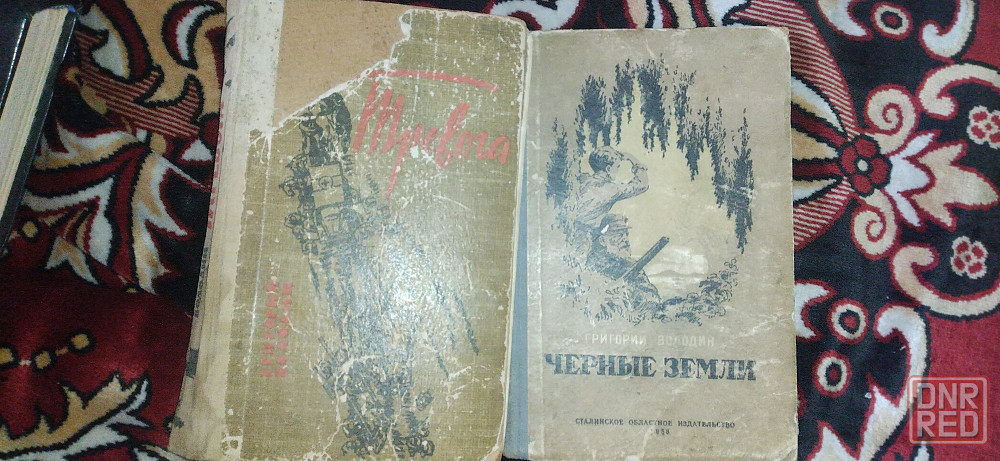 Тревога
ГРИГОРИЙ ВОЛОДИН
ЧЕРНЫЕ ЗЕМЛИ
СТАЛИНСКОЕ ОБЛАСТНОЕ ИЗДАТЕЛЬСТВО
DNR
RED